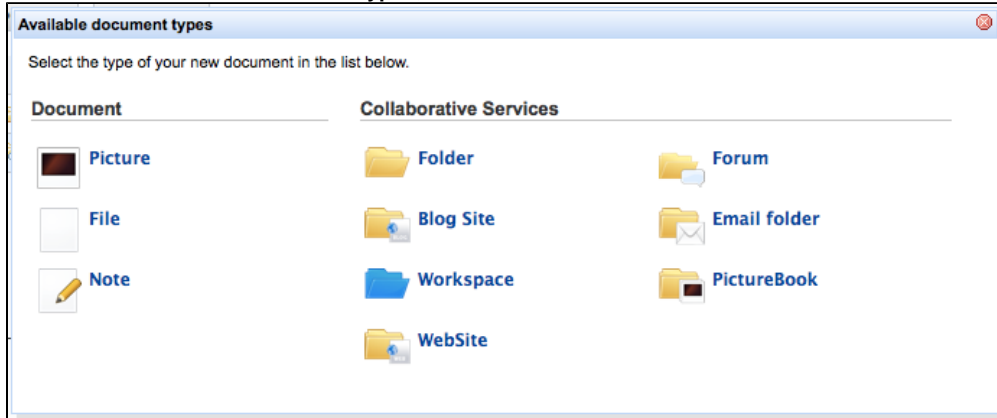 Available document types
Select the type of your new document in the list below.
Document
Collaborative Services
Picture
Folder
Forum
File
Blog Site
Email folder
Note
Workspace
PictureBook
WebSite